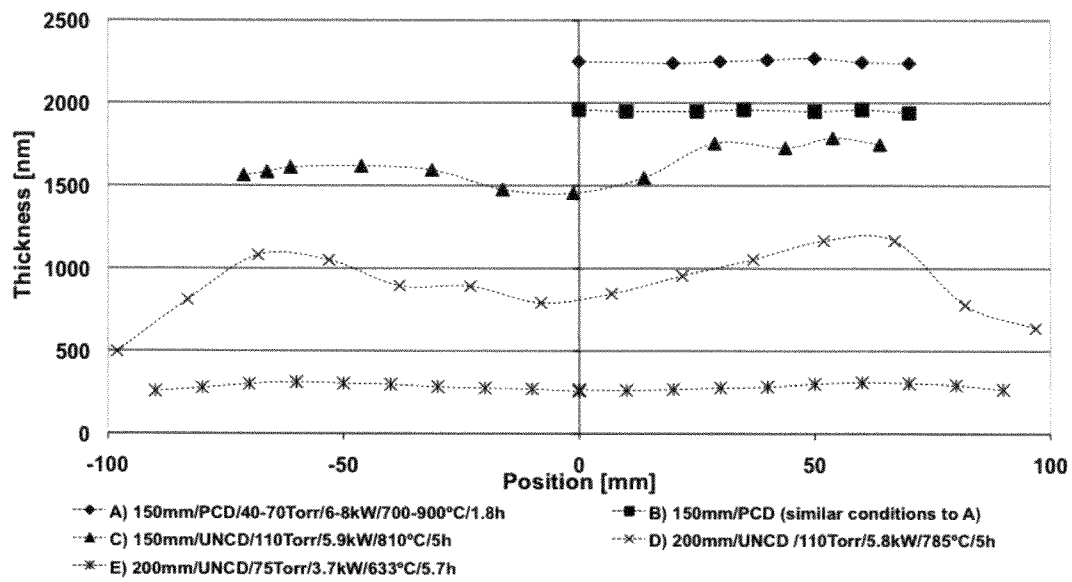 2500
2000
1500
1000
500
0
Thickness [nm]
-100
-50
0
50
100
Position [mm]
A) 150mm/PCD/40-70Torr/6-8kW/700-900ºC/1.8h
B) 150mm/PCD (similar conditions to A)
C) 150mm/UNCD/110Torr/5.9kW/810ºC/5h
D) 200mm/UNCD /110Torr/5.8kW/785ºC/5h
E) 200mm/UNCD/75Torr/3.7kW/633ºC/5.7h